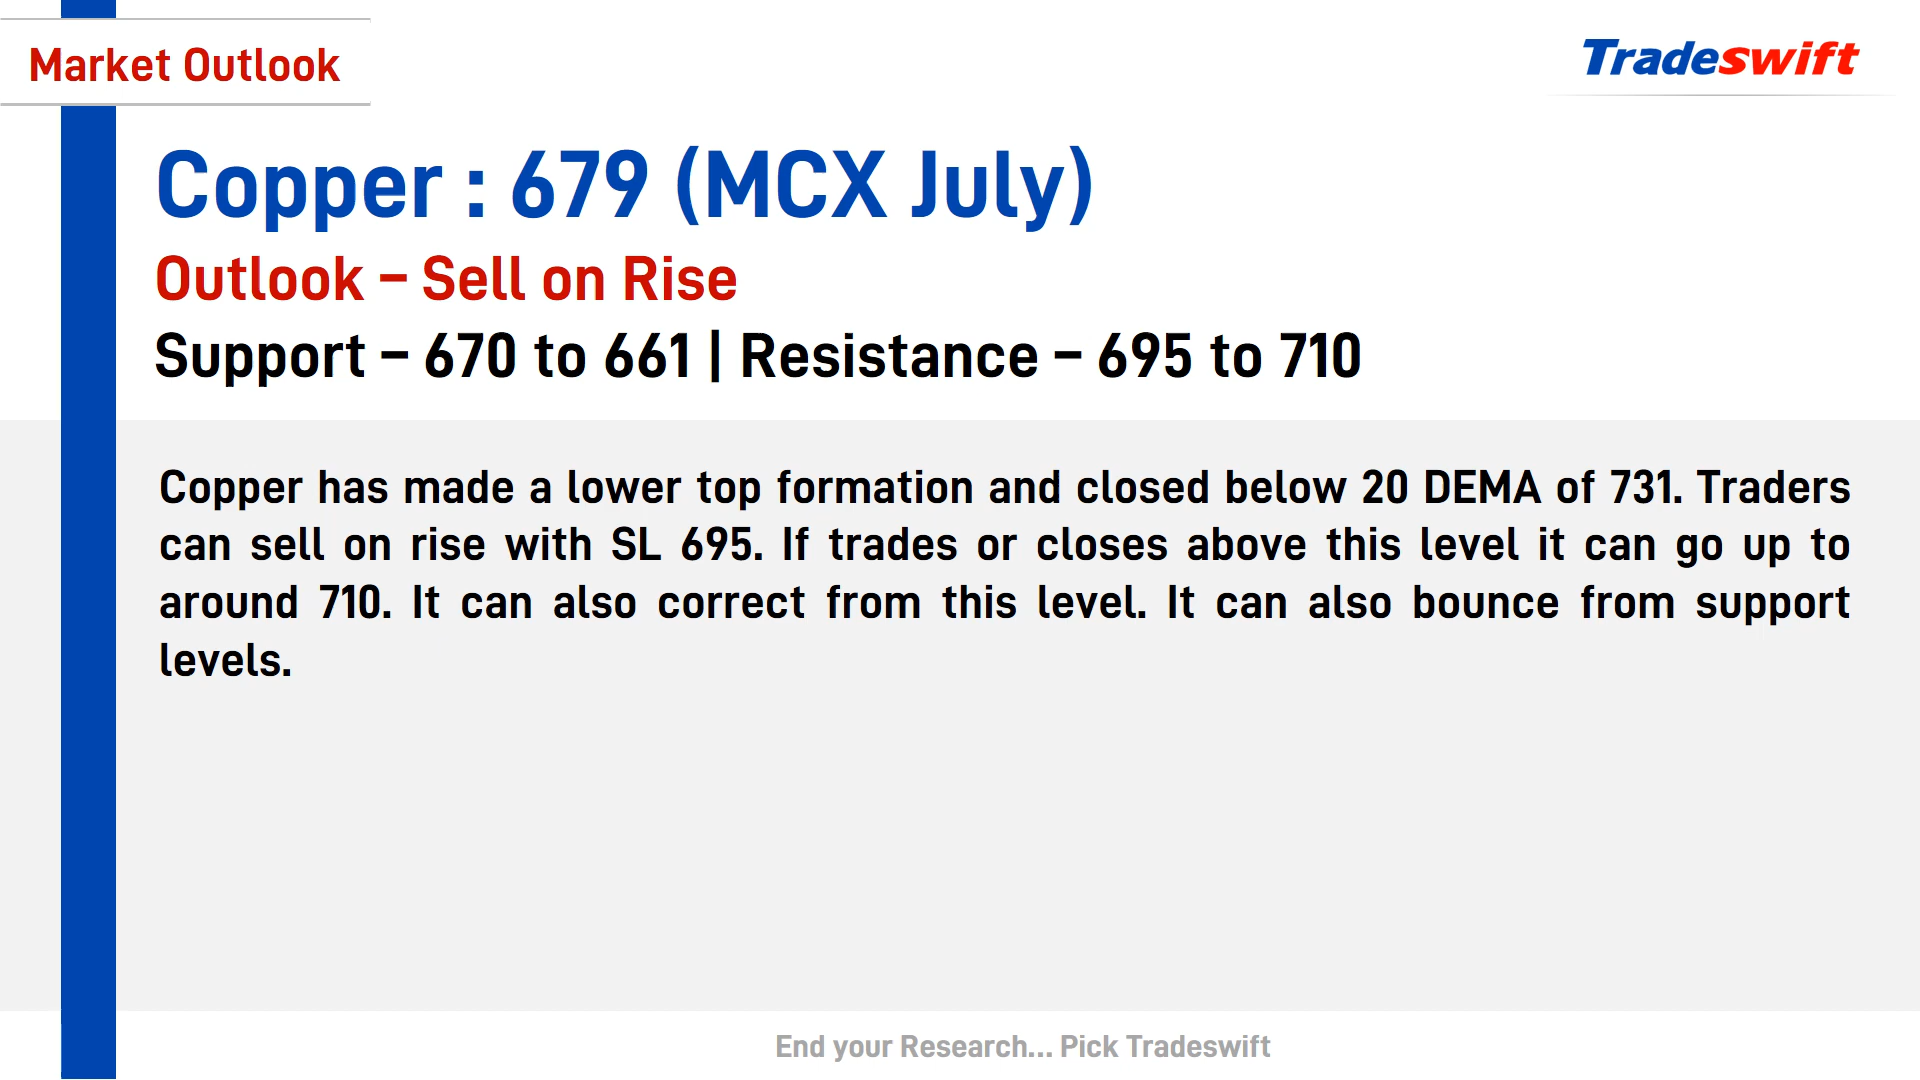 Market Outlook
Tradeswift
Copper : 679 (MCX July)
Outlook – Sell on Rise
Support – 670 to 661 | Resistance – 695 to 710
Copper has made a lower top formation and closed below 20 DEMA of 731. Traders
can sell on rise with SL 695. If trades or closes above this level it can go up to
around 710. It can also correct from this level. It can also bounce from support
levels.
End your Research... Pick Tradeswift